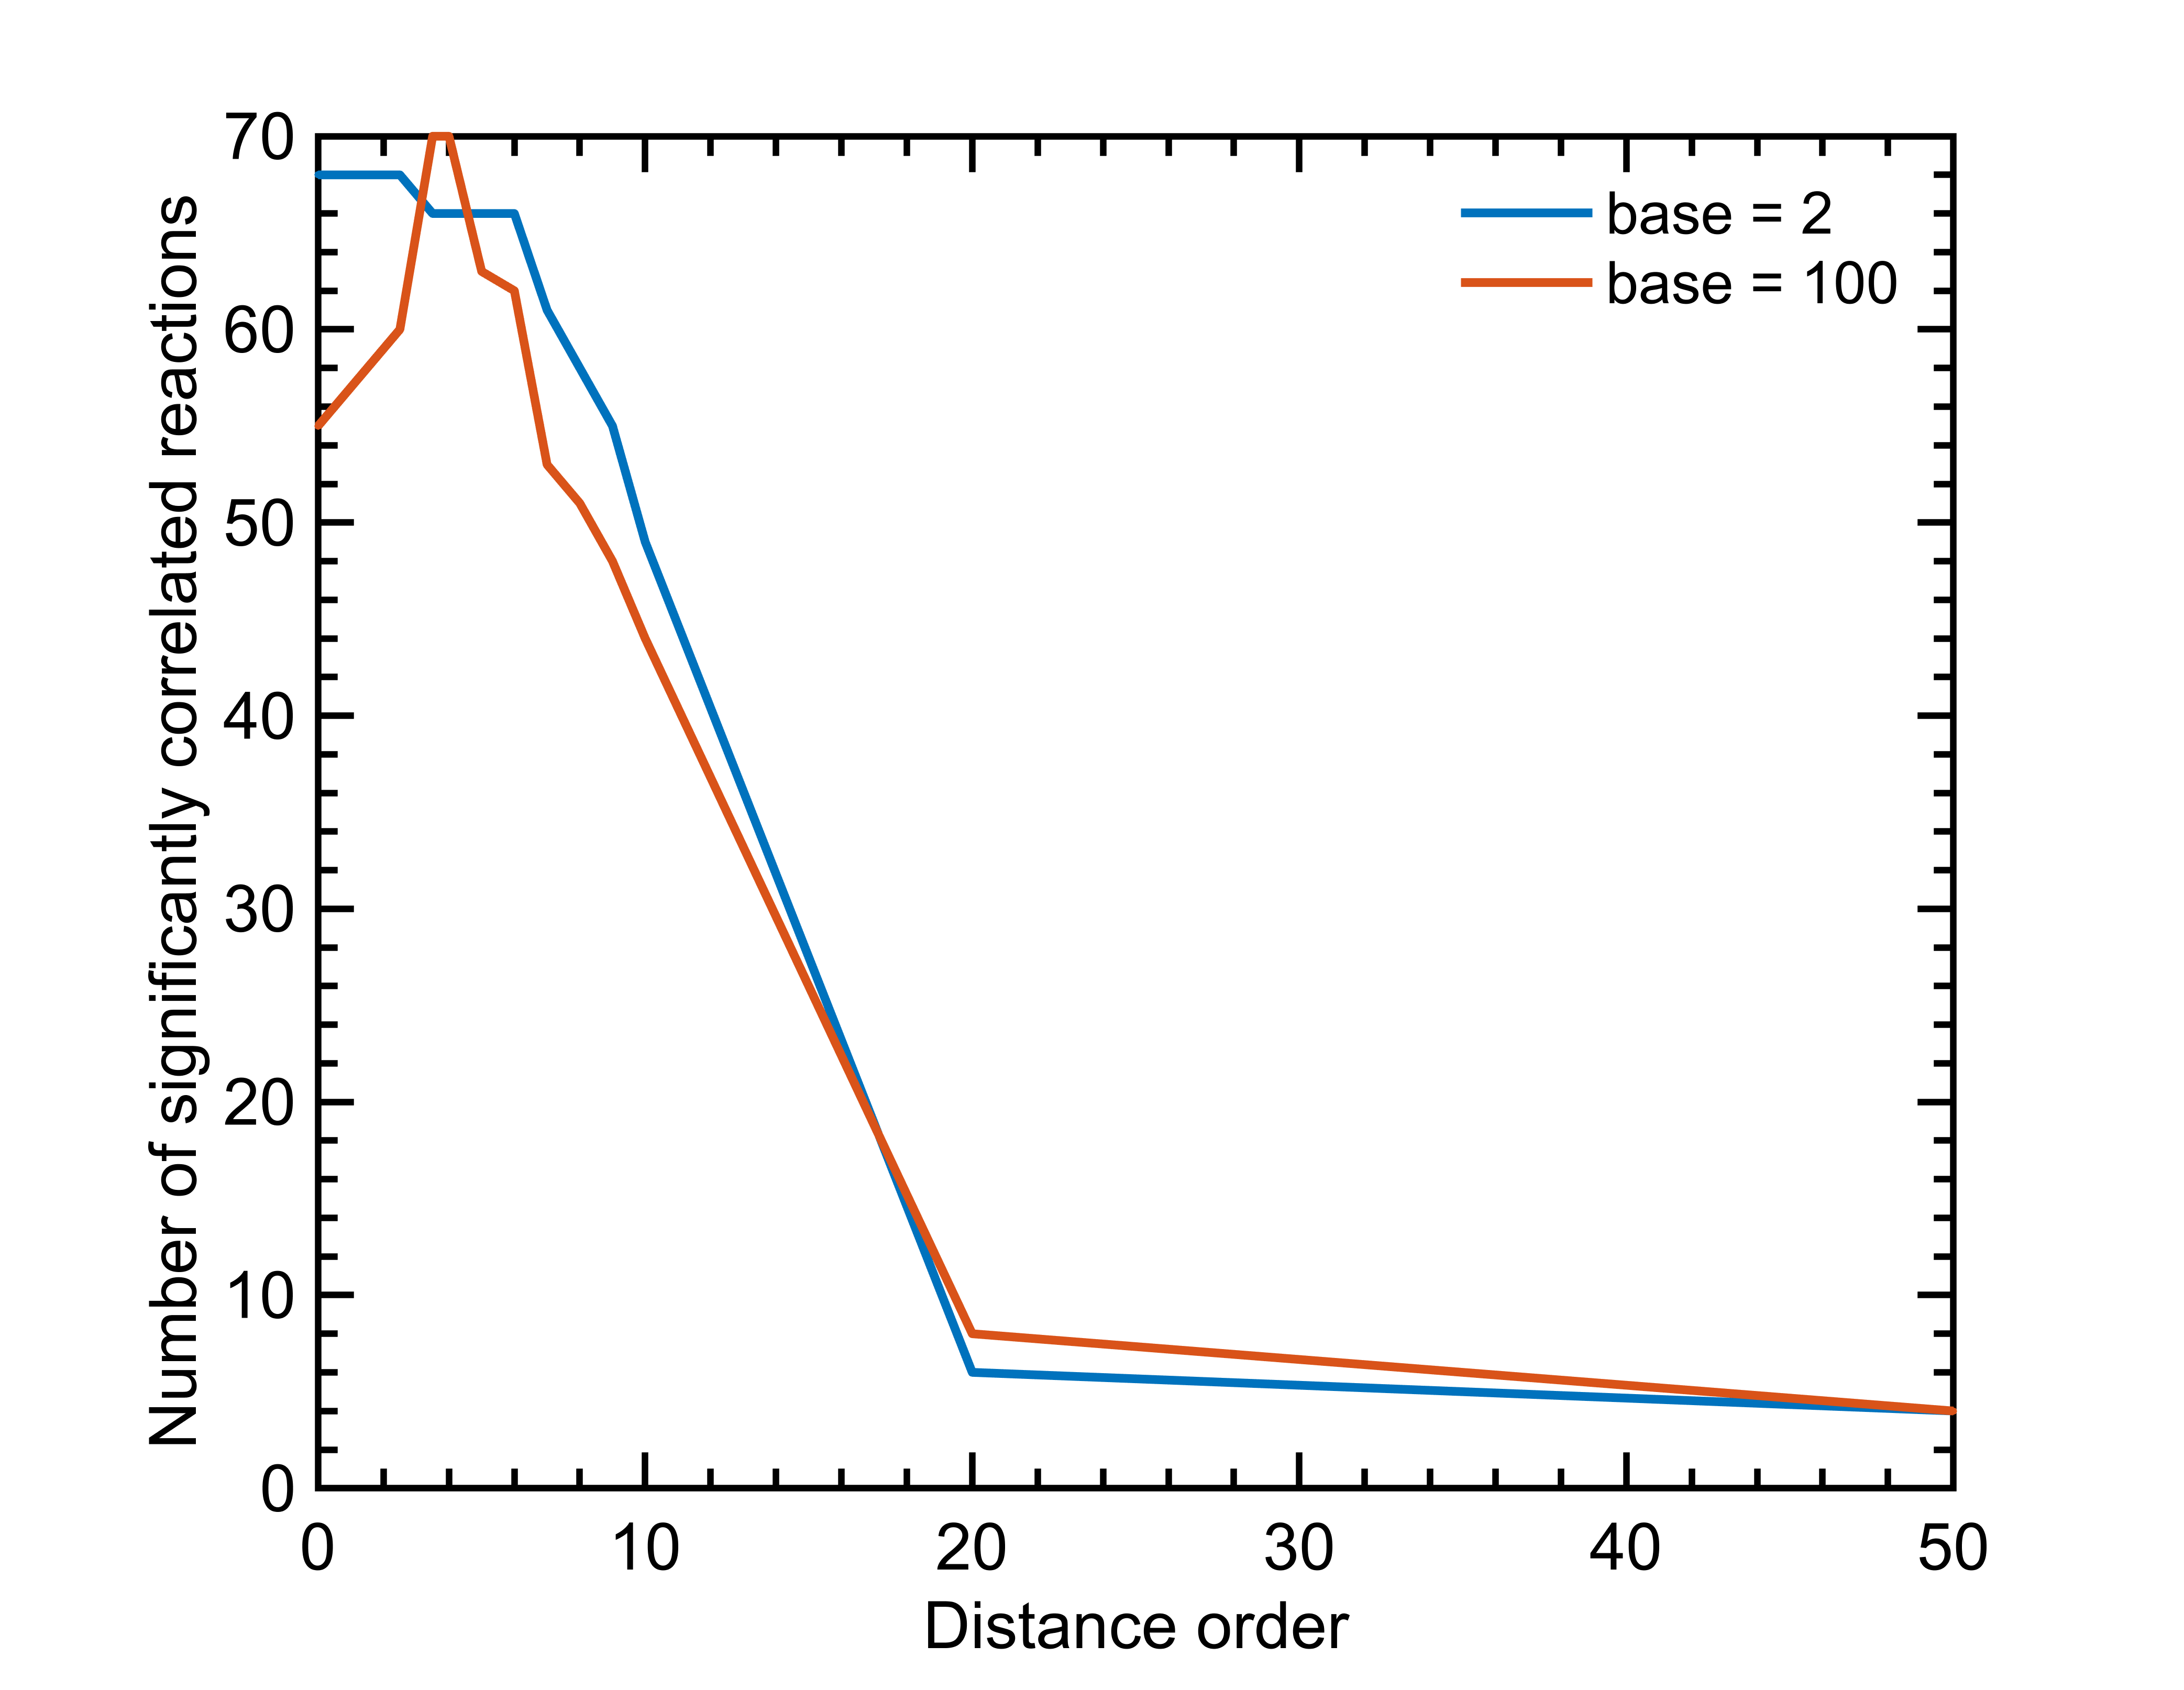 Number of significantly correlated reactions
70
60
50
40
30
20
10
0
base = 2
base = 100
0 10 20 30 40 50
Distance order